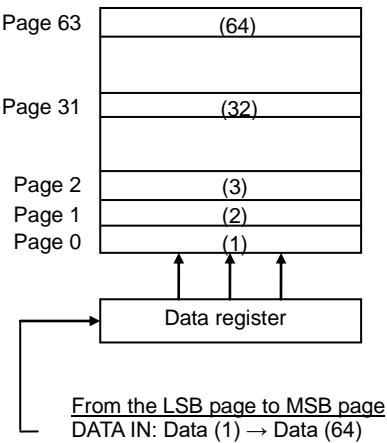 Page 63 (64)
Page 31 (32)
Page 2 (3)
Page 1 (2)
Page 0 (1)
Data register
From the LSB page to MSB page
DATA IN: Data (1) → Data (64)